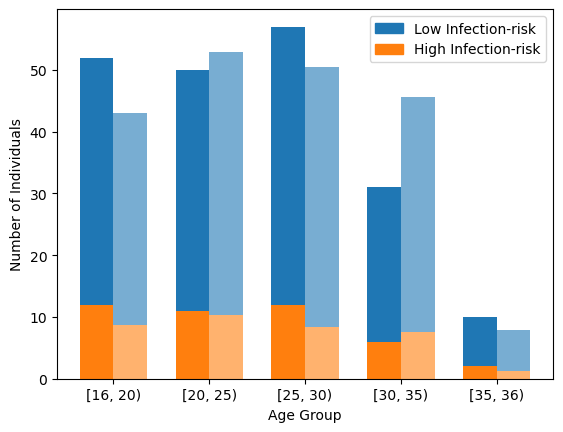 Low Infection-risk
High Infection-risk
50
40
30
20
10
0
Number of Individuals
[16, 20)
[20, 25)
[25, 30)
[30, 35)
[35, 36)
Age Group